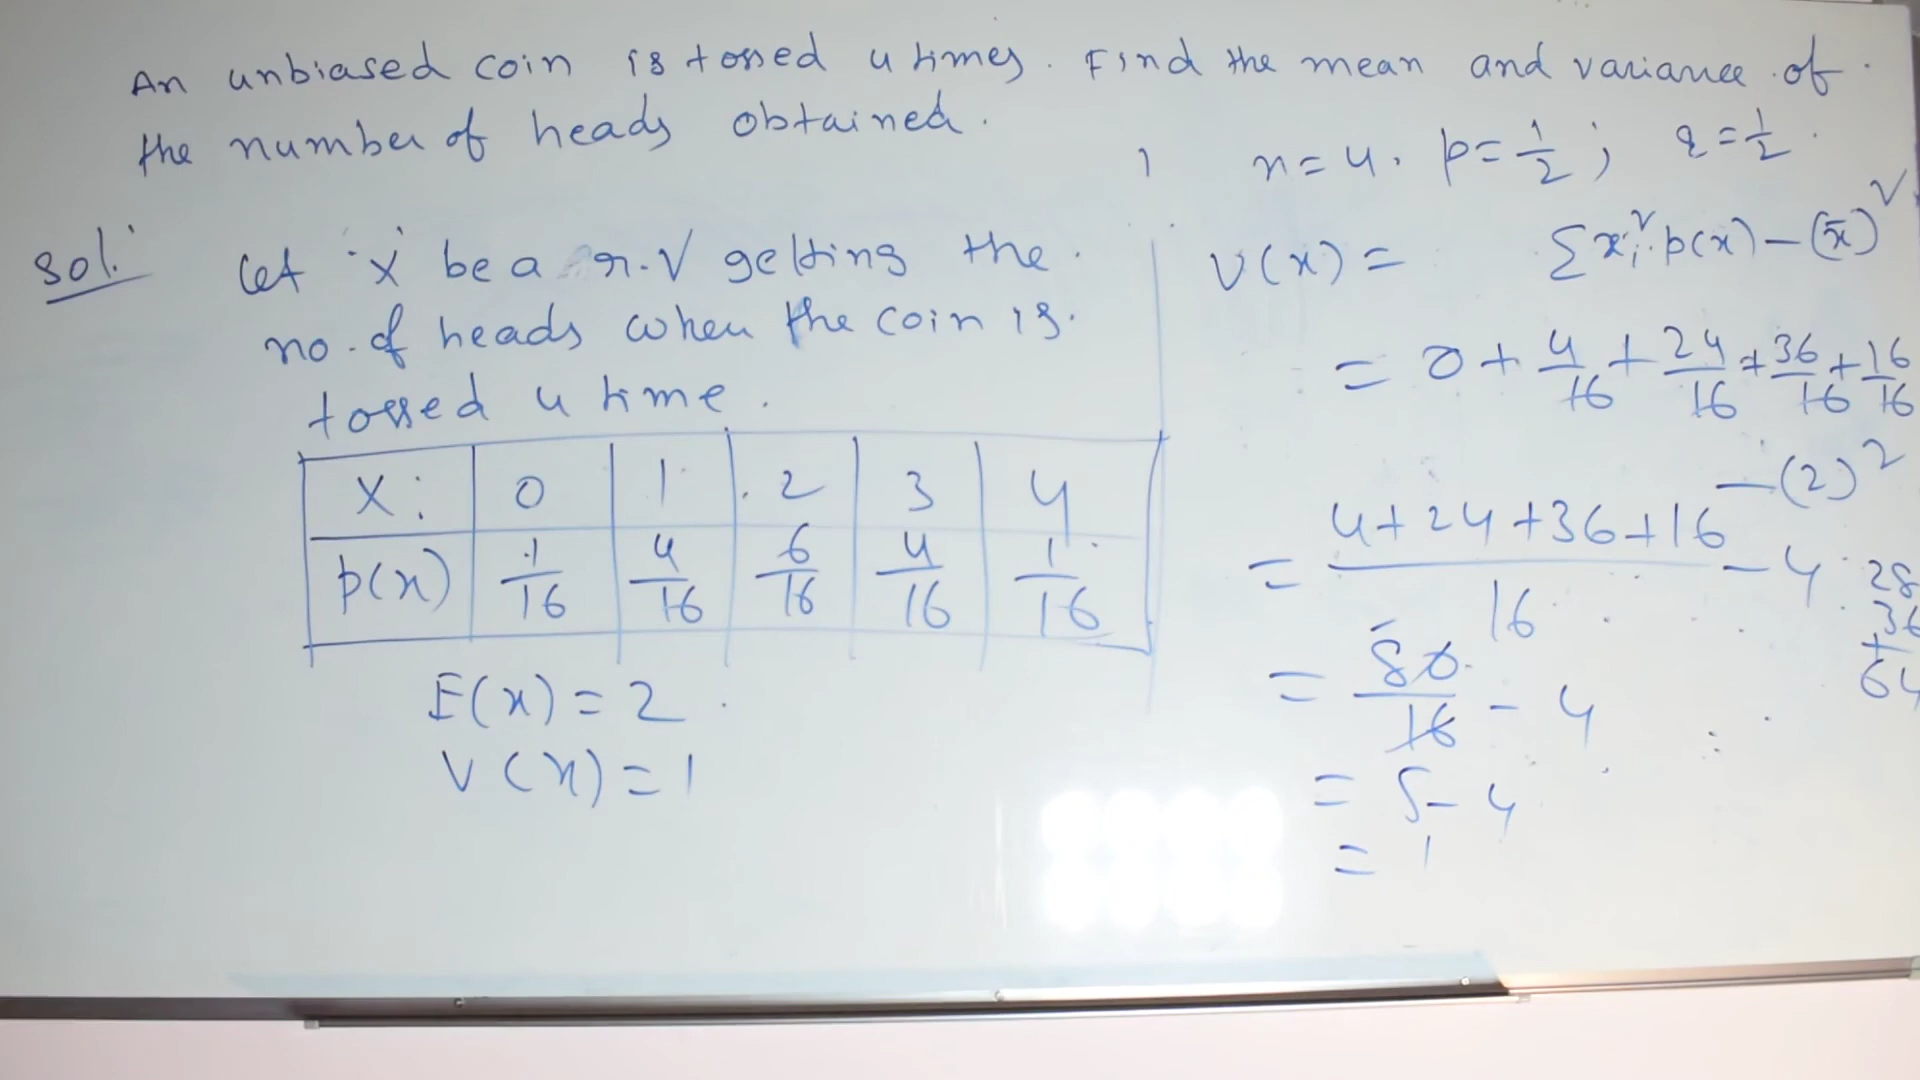 An unbiased coin is tossed 4 times. Find the mean and variance of
the number of heads obtained.
n=4. p=1/2; q=1/2.
Sol: Let 'X' be a r.V getting the
no. of heads when the coin is.
tossed 4 time.
X: 0 1 2 3 4
p(x) 1/16 4/16 6/16 4/16 1/16
E(x)=2
V(x)=1
V(x) = Σxᵢ² p(x) - (x̄)²
= 0 + 4/16 + 24/16 + 36/16 + 16/16
-(2)²
= (4+24+36+16)/16 - 4
28
36
+
64
= 80/16 - 4
= 5-4
= 1